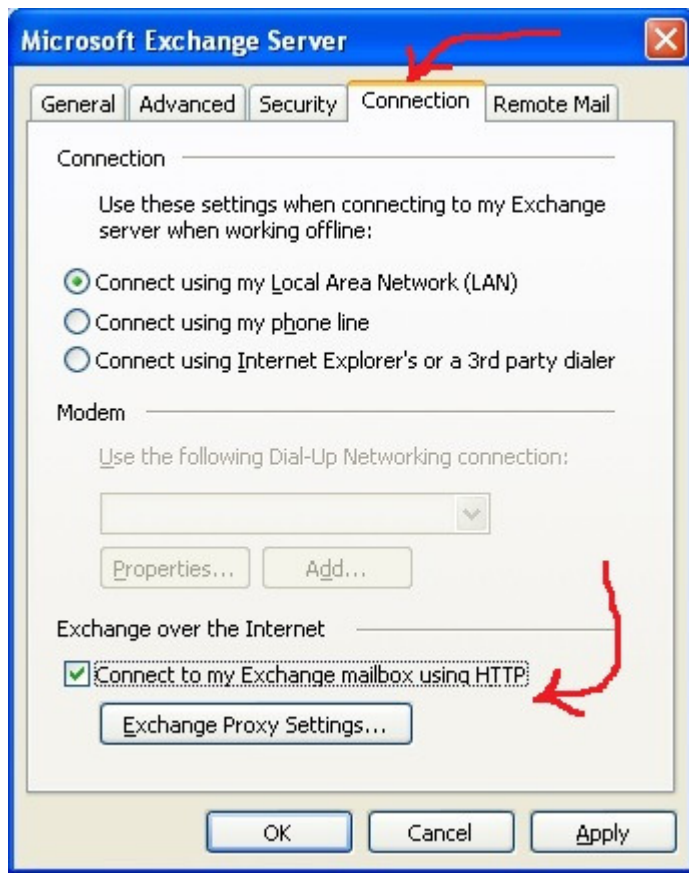 Microsoft Exchange Server
General Advanced Security Connection Remote Mail
Connection
Use these settings when connecting to my Exchange
server when working offline:
Connect using my Local Area Network (LAN)
Connect using my phone line
Connect using Internet Explorer's or a 3rd party dialer
Modem
Use the following Dial-Up Networking connection:
Properties... Add...
Exchange over the Internet
Connect to my Exchange mailbox using HTTP
Exchange Proxy Settings...
OK Cancel Apply